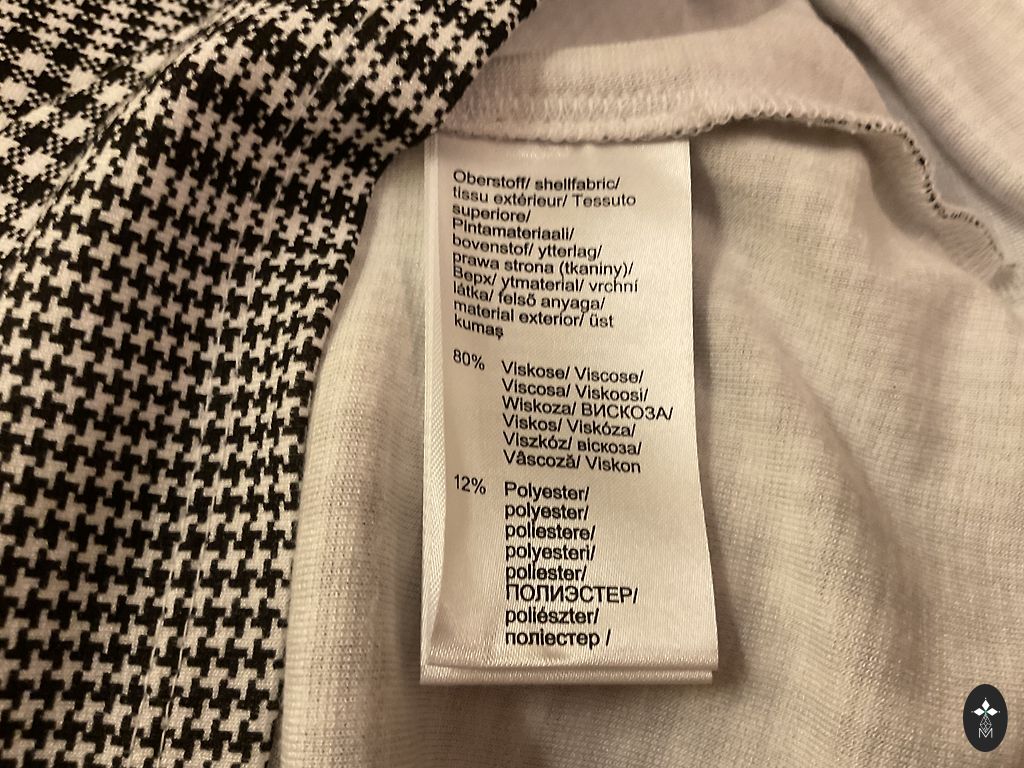 Oberstoff/ shellfabric/
tissu extérieur/ Tessuto
superiore/
Pintamateriaali/
bovenstof/ ytterlag/
prawa strona (tkaniny)/
Верх/ ytmaterial/ vrchní
látka/ felső anyaga/
material exterior/ üst
kumaş
80% Viskose/ Viscose/
Viscosa/ Viskoosi/
Wiskoza/ ВИСКОЗА/
Viskos/ Viskóza/
Viszkóz/ віскоза/
Vâscoză/ Viskon
12% Polyester/
polyester/
poliestere/
polyesteri/
poliester/
ПОЛИЭСТЕР/
poliészter/
поліестер /
M